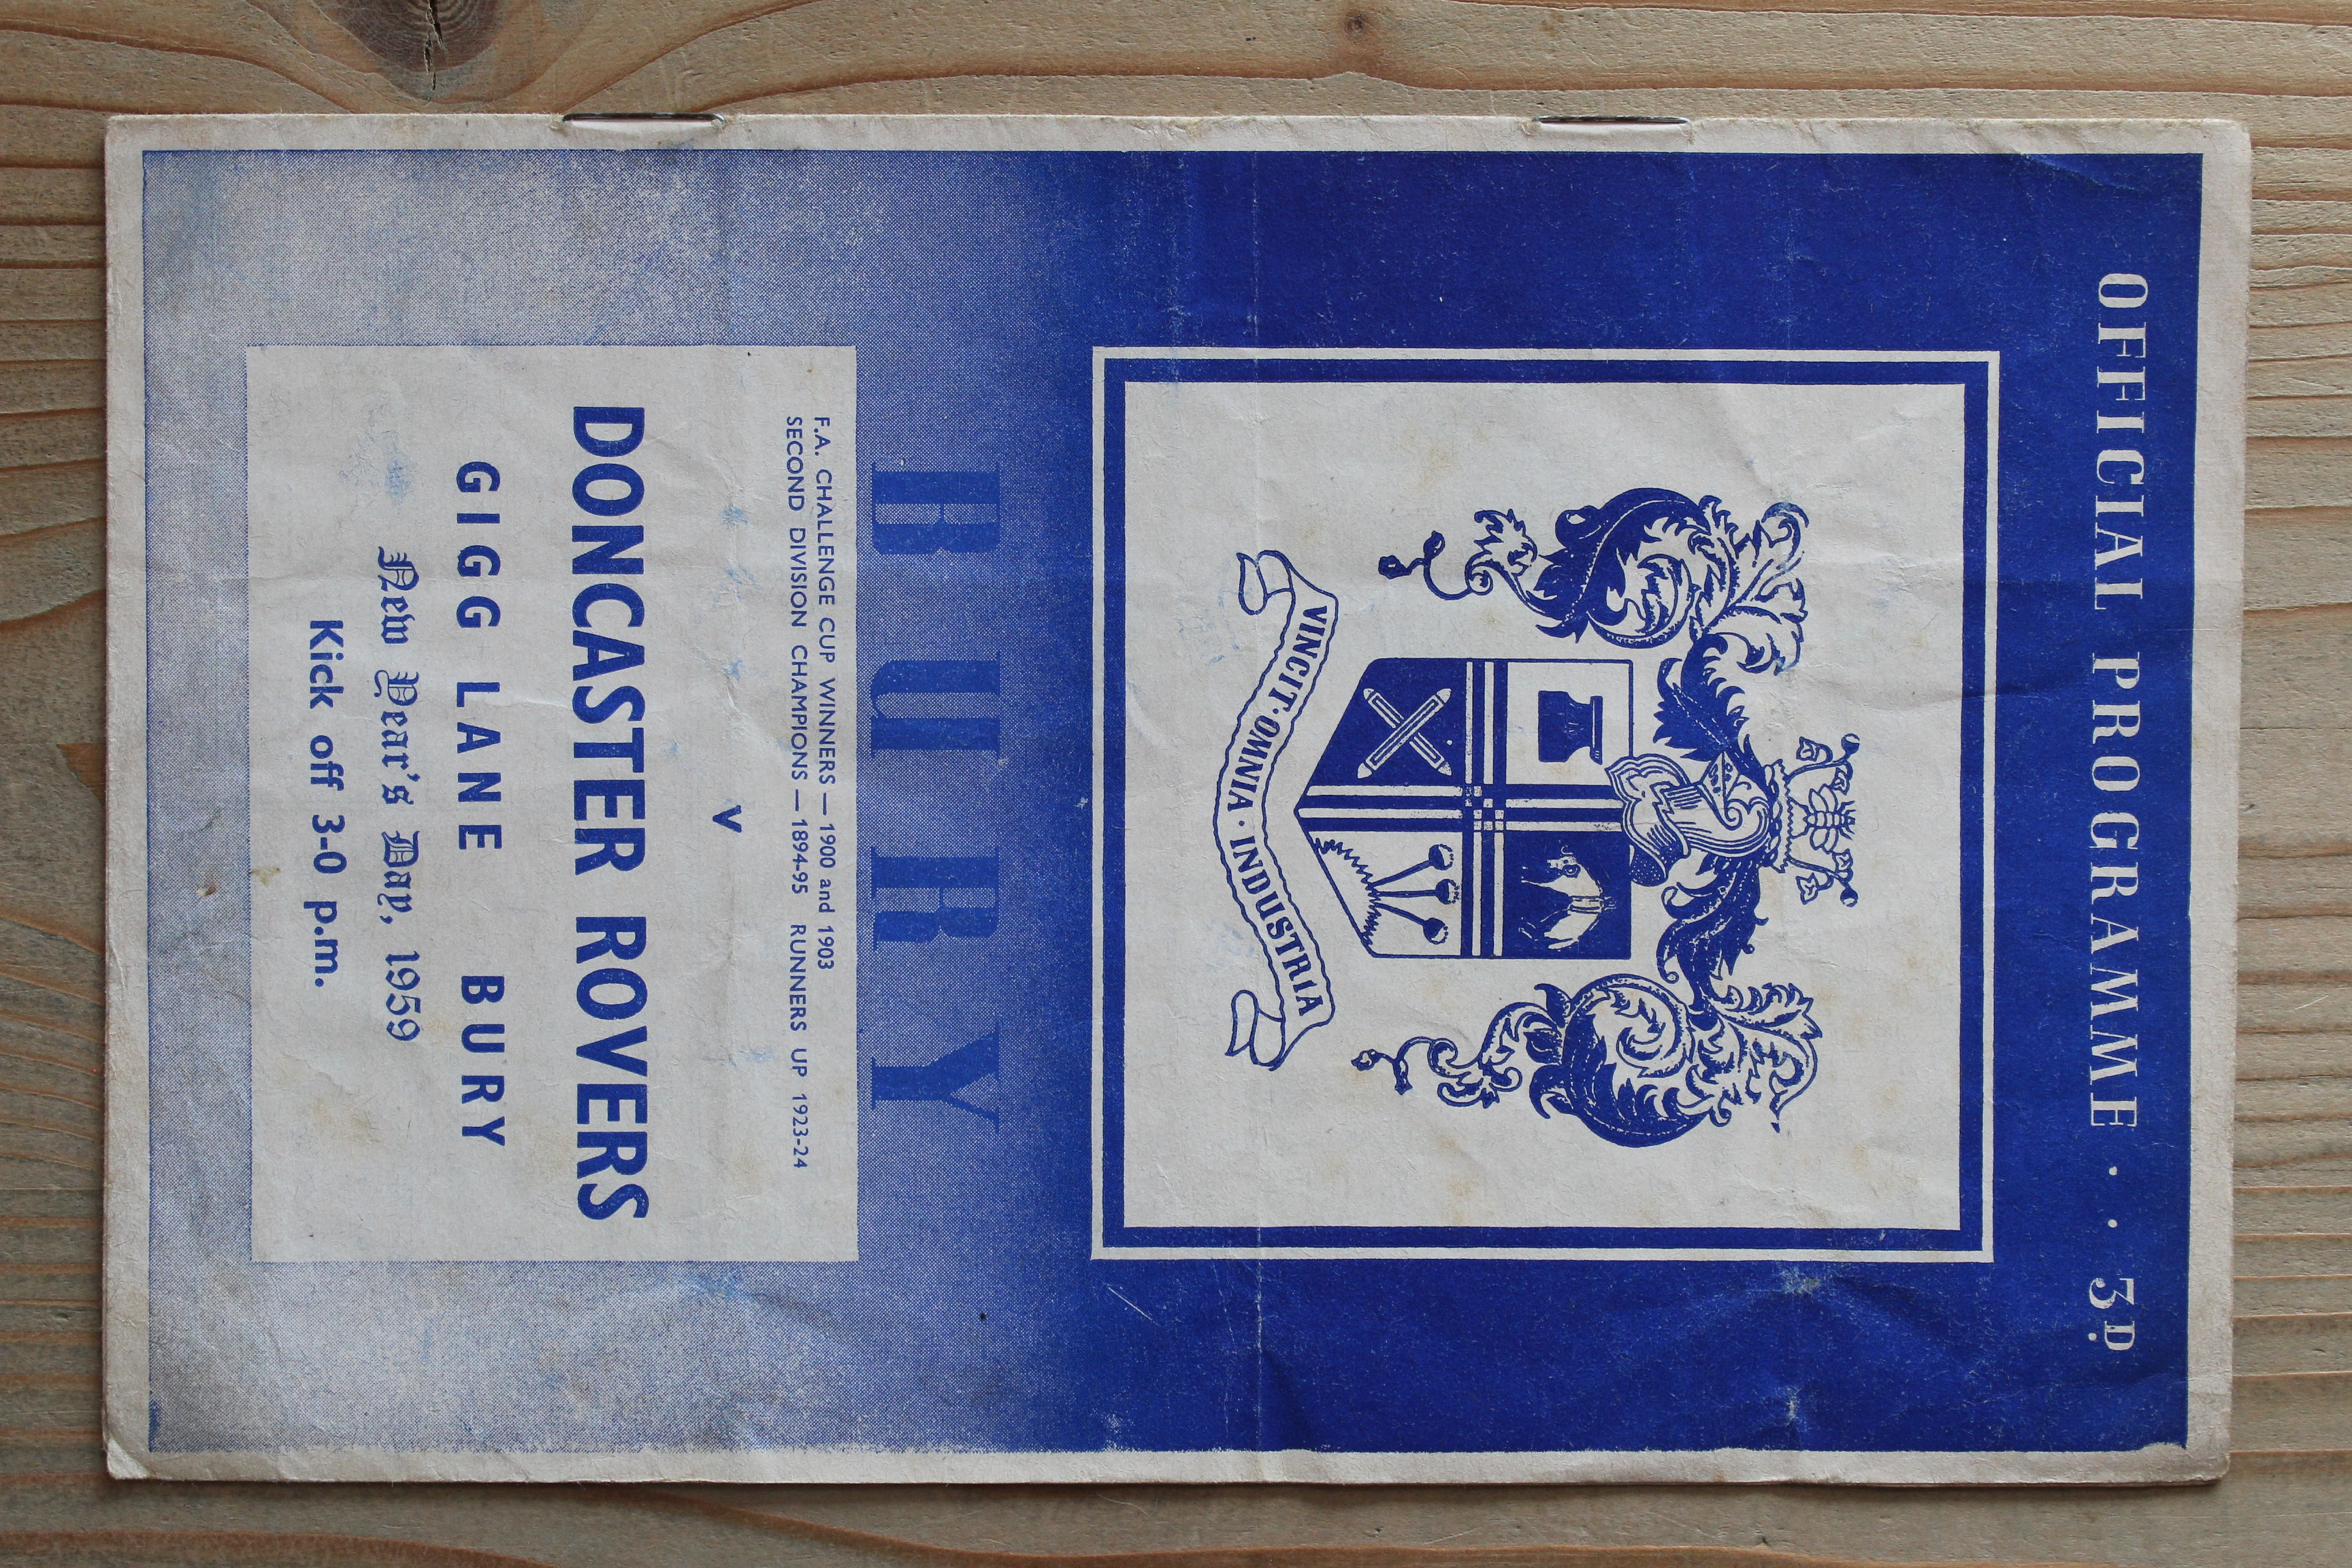 OFFICIAL PROGRAMME · · 3D.
VINCIT · OMNIA · INDUSTRIA
BURY
F.A. CHALLENGE CUP WINNERS — 1900 and 1903
SECOND DIVISION CHAMPIONS — 1894-95 RUNNERS UP 1923-24
v
DONCASTER ROVERS
GIGG LANE BURY
New Year's Day, 1959
Kick off 3-0 p.m.